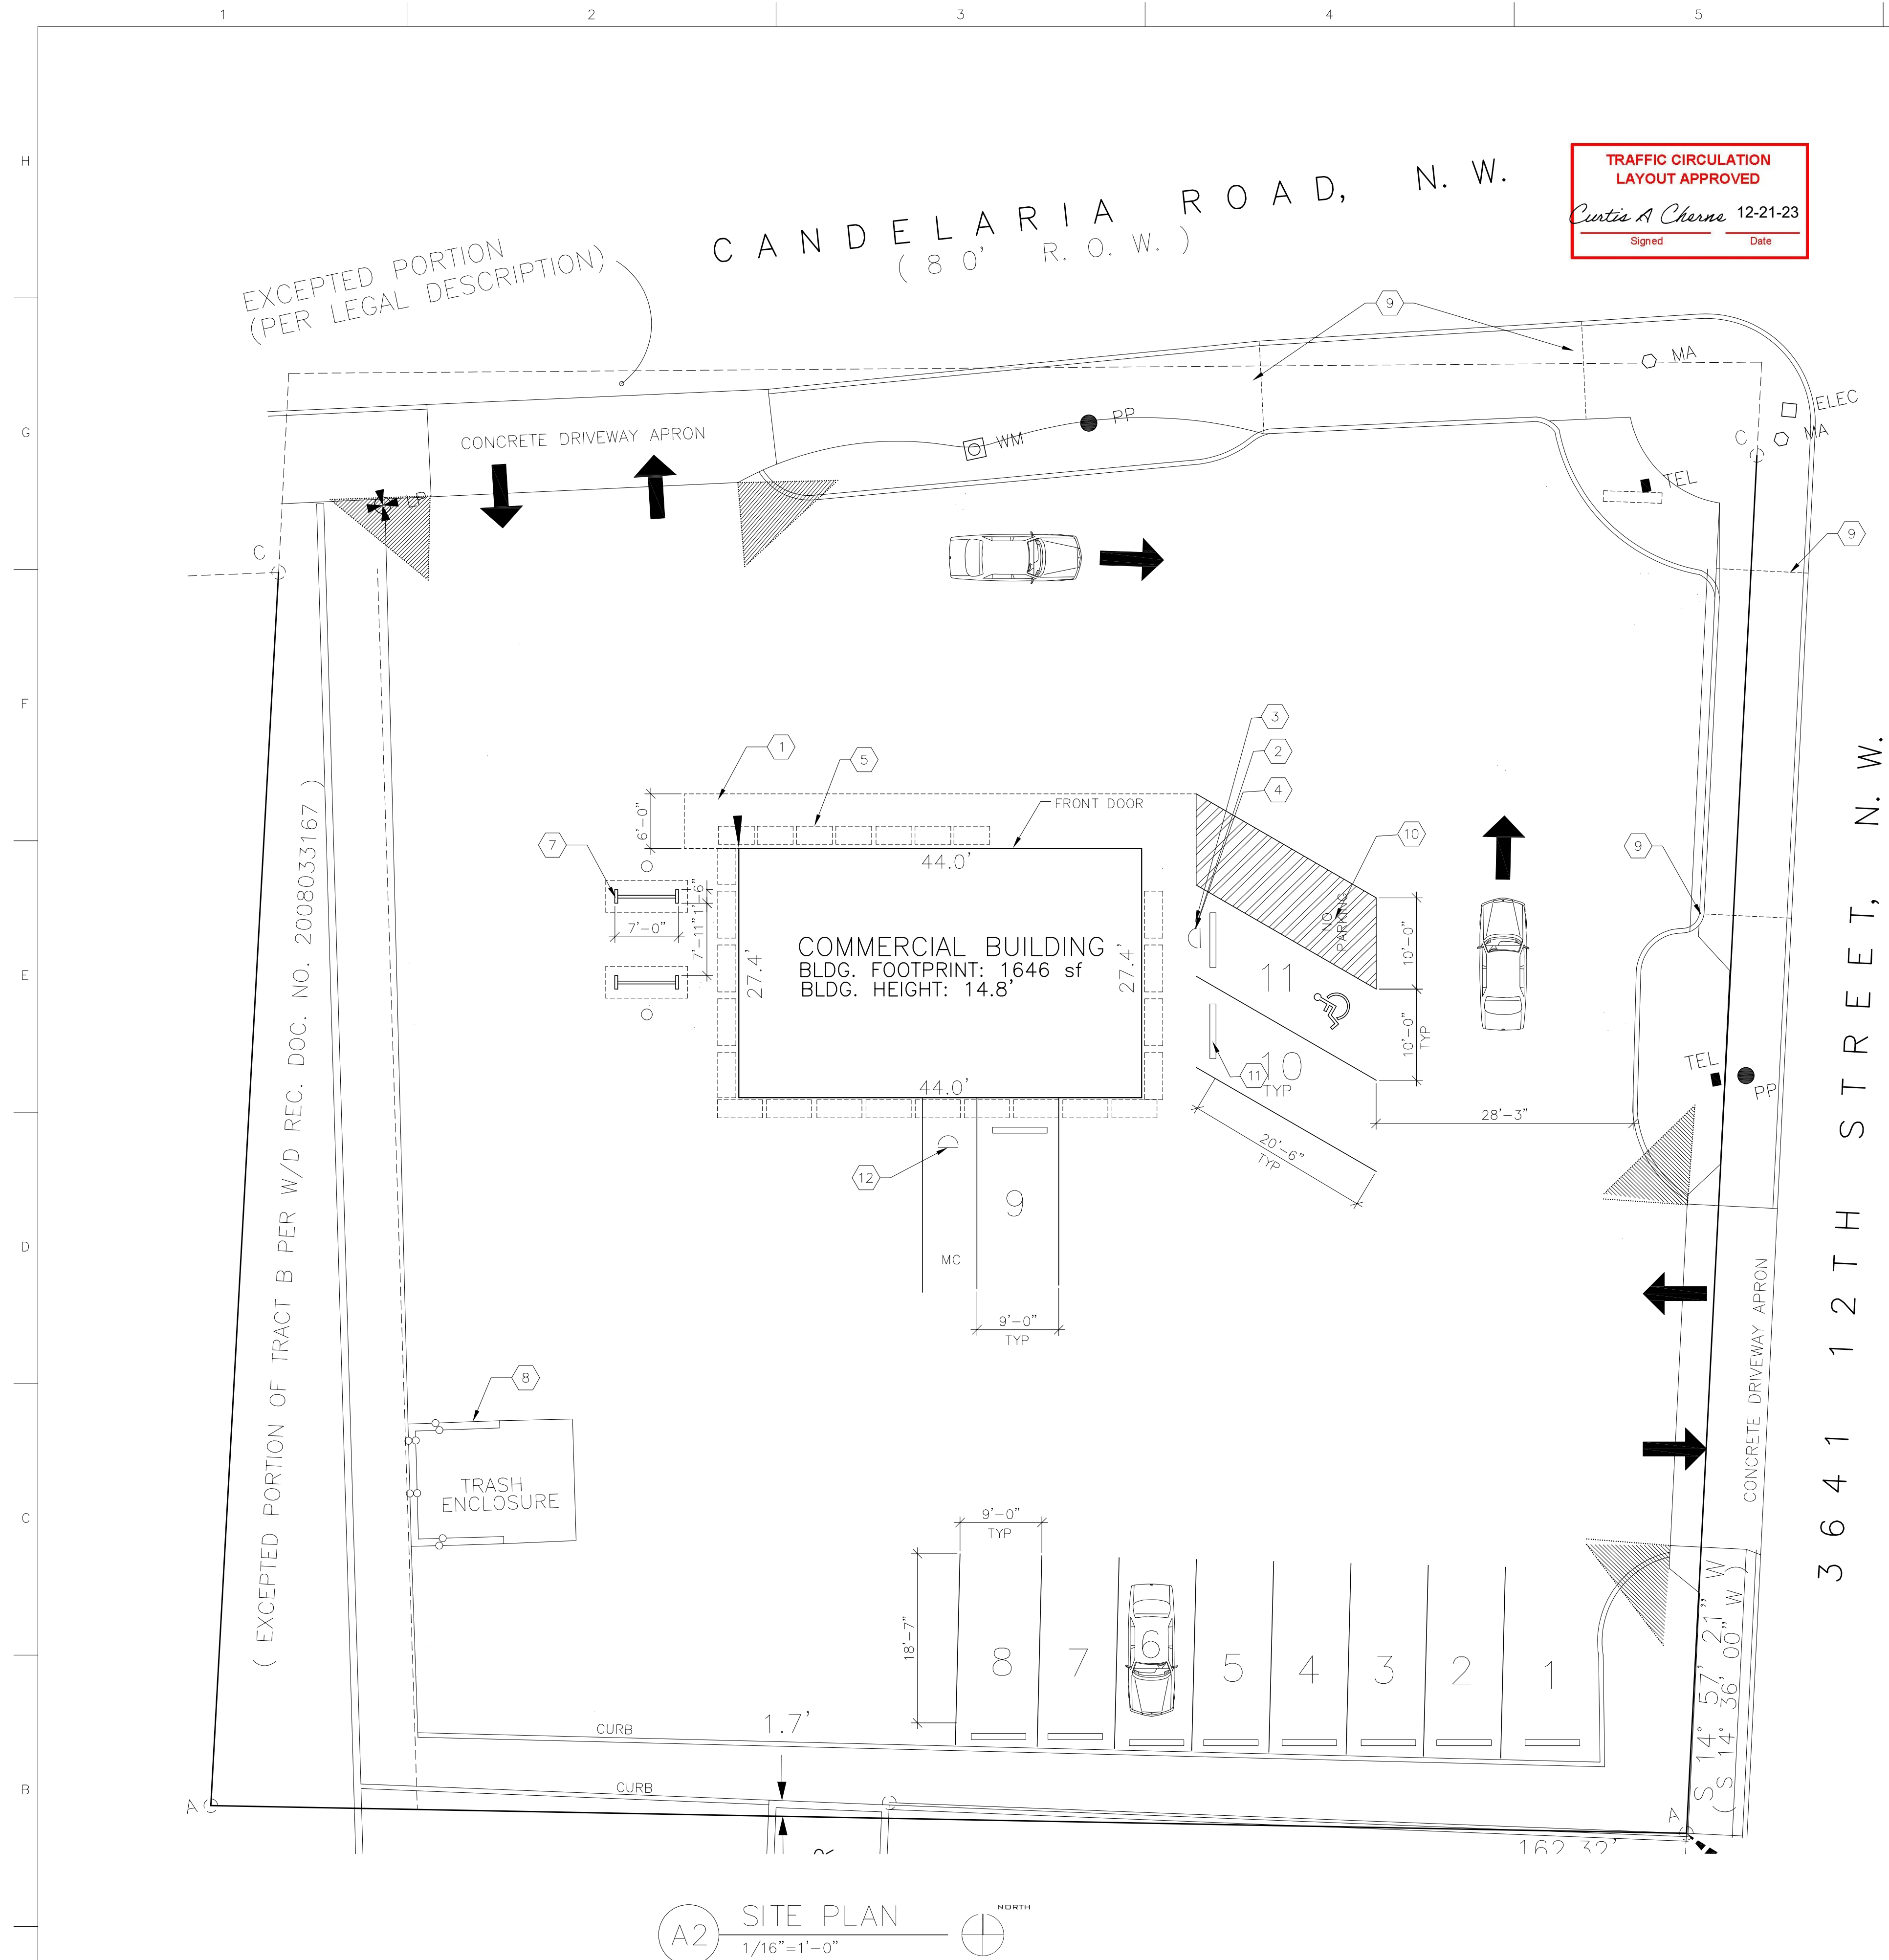 1
2
3
4
5
H
G
F
E
D
C
B
TRAFFIC CIRCULATION
LAYOUT APPROVED
Curtis A Cherne 12-21-23
Signed Date
CANDELARIA ROAD, N. W.
( 80' R. O. W. )
EXCEPTED PORTION
(PER LEGAL DESCRIPTION)
9
MA
ELEC
MA
C
CONCRETE DRIVEWAY APRON
WM
PP
TEL
LP
C
9
3
1
2
5
4
FRONT DOOR
6'-0"
10
7
9
44.0'
1'-6"
7'-0"
7'-11"
27.4'
COMMERCIAL BUILDING
BLDG. FOOTPRINT: 1646 sf
BLDG. HEIGHT: 14.8'
27.4'
NO
PARKING
10'-0"
11
10'-0"
TYP
10
TYP
11
44.0'
TEL
PP
28'-3"
20'-6"
TYP
12
9
MC
9'-0"
TYP
( EXCEPTED PORTION OF TRACT B PER W/D REC. DOC. NO. 2008033167 )
3641 12TH STREET, N. W.
CONCRETE DRIVEWAY APRON
8
TRASH
ENCLOSURE
9'-0"
TYP
18'-7"
8
7
6
5
4
3
2
1
S 14° 57' 21" W
( S 14° 36' 00" W )
CURB
1.7'
CURB
A
A
162.32'
A2
SITE PLAN
1/16"=1'-0"
NORTH